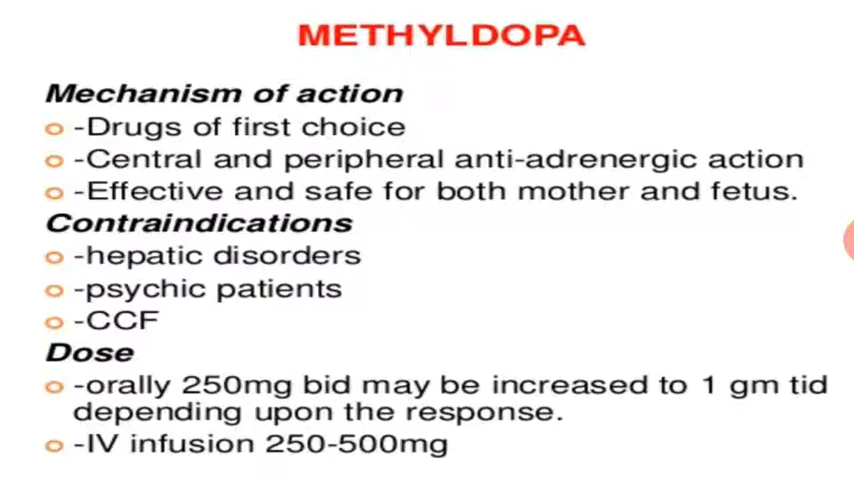 METHYLDOPA
Mechanism of action
-Drugs of first choice
-Central and peripheral anti-adrenergic action
-Effective and safe for both mother and fetus.
Contraindications
-hepatic disorders
-psychic patients
-CCF
Dose
-orally 250mg bid may be increased to 1 gm tid
depending upon the response.
-IV infusion 250-500mg